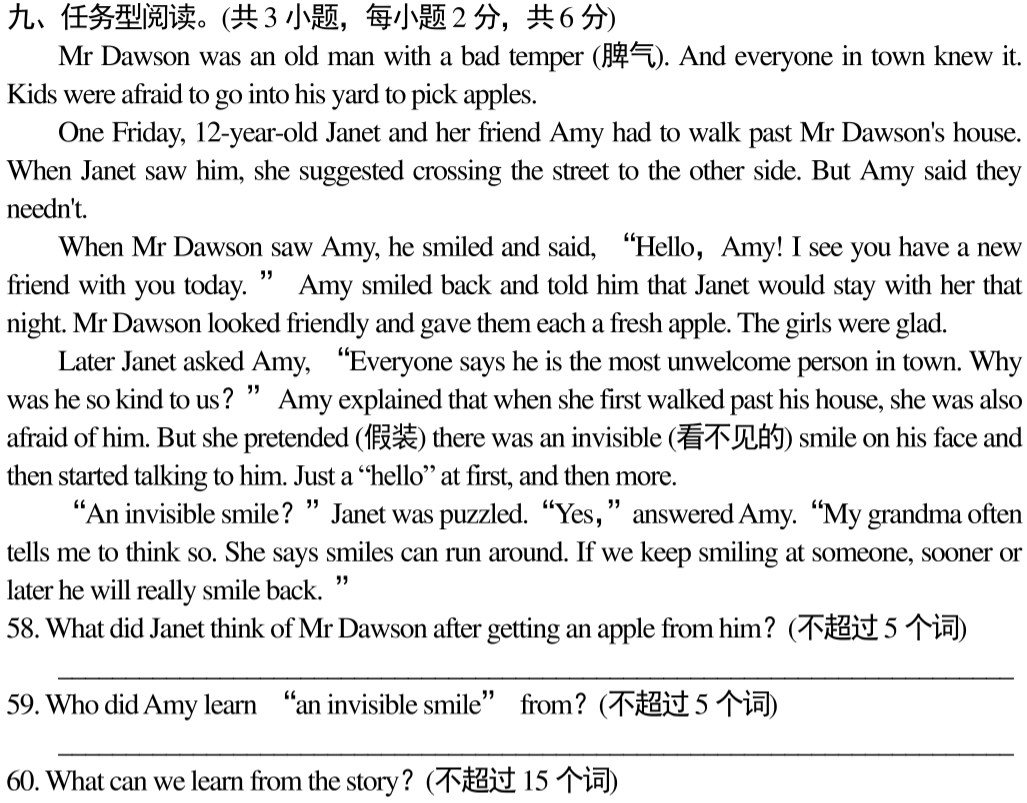 九、任务型阅读。(共 3 小题，每小题 2 分，共 6 分)
Mr Dawson was an old man with a bad temper (脾气). And everyone in town knew it.
Kids were afraid to go into his yard to pick apples.
One Friday, 12-year-old Janet and her friend Amy had to walk past Mr Dawson's house.
When Janet saw him, she suggested crossing the street to the other side. But Amy said they
needn't.
When Mr Dawson saw Amy, he smiled and said, “Hello，Amy! I see you have a new
friend with you today. ” Amy smiled back and told him that Janet would stay with her that
night. Mr Dawson looked friendly and gave them each a fresh apple. The girls were glad.
Later Janet asked Amy, “Everyone says he is the most unwelcome person in town. Why
was he so kind to us？” Amy explained that when she first walked past his house, she was also
afraid of him. But she pretended (假装) there was an invisible (看不见的) smile on his face and
then started talking to him. Just a “hello” at first, and then more.
“An invisible smile？” Janet was puzzled. “Yes，” answered Amy. “My grandma often
tells me to think so. She says smiles can run around. If we keep smiling at someone, sooner or
later he will really smile back. ”
58. What did Janet think of Mr Dawson after getting an apple from him？(不超过 5 个词)
59. Who did Amy learn “an invisible smile” from？(不超过 5 个词)
60. What can we learn from the story？(不超过 15 个词)